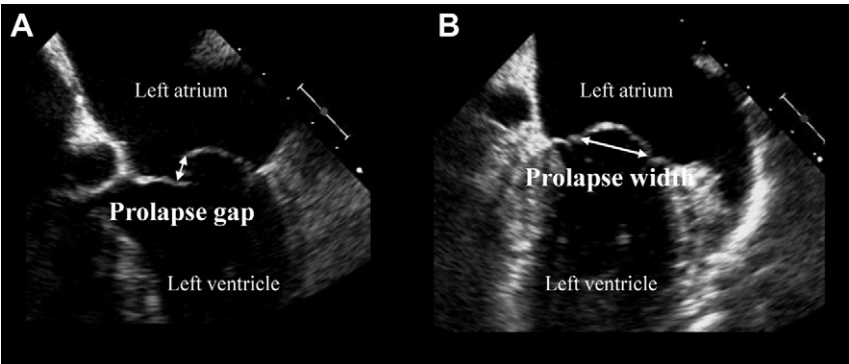 A
Left atrium
Prolapse gap
Left ventricle
B
Left atrium
Prolapse width
Left ventricle